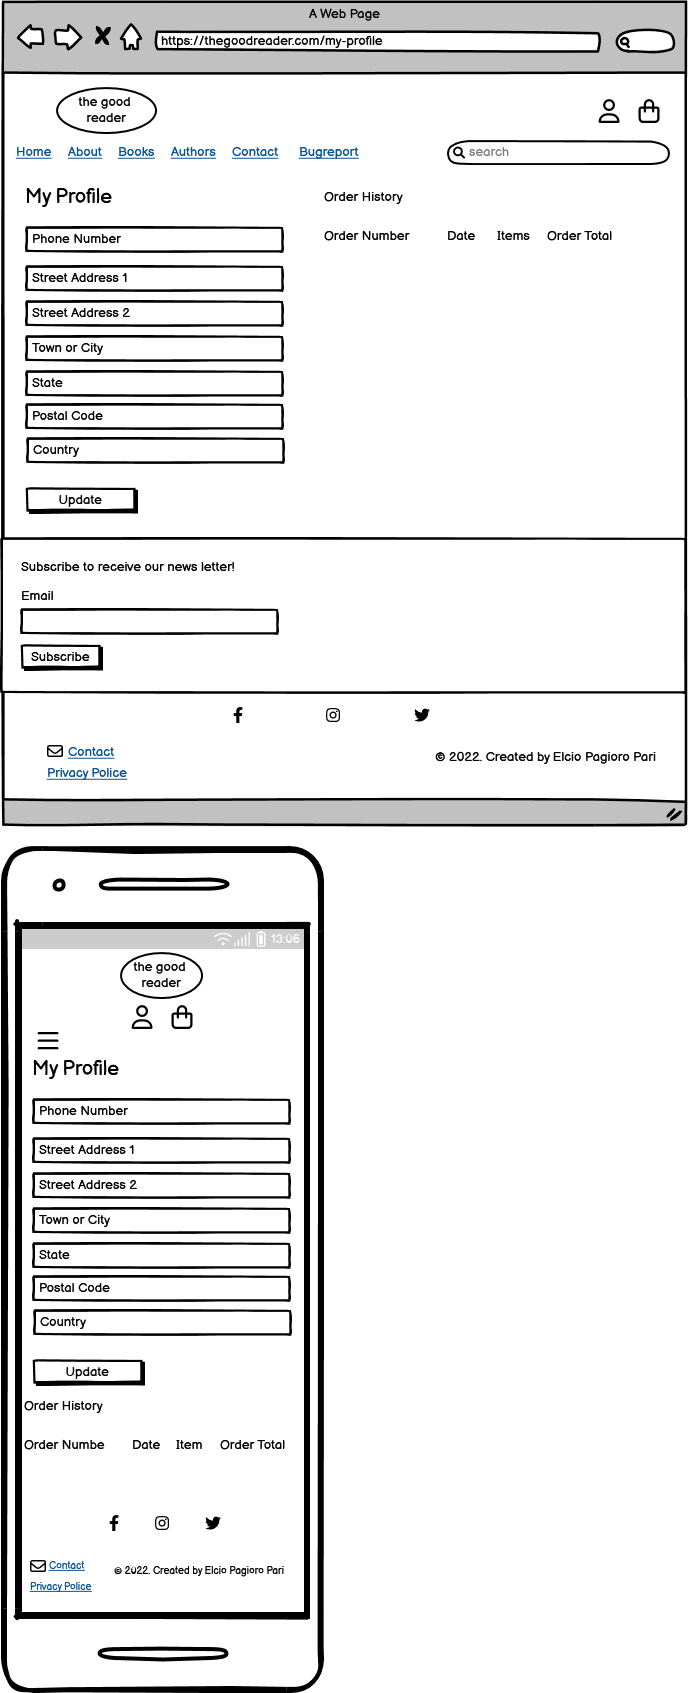 A Web Page
https://thegoodreader.com/my-profile
the good
reader
Home About Books Authors Contact Bugreport
search
My Profile
Order History
Order Number Date Items Order Total
Phone Number
Street Address 1
Street Address 2
Town or City
State
Postal Code
Country
Update
Subscribe to receive our news letter!
Email
Subscribe
Contact
Privacy Police
© 2022. Created by Elcio Pagioro Pari
13:06
the good
reader
My Profile
Phone Number
Street Address 1
Street Address 2
Town or City
State
Postal Code
Country
Update
Order History
Order Numbe Date Item Order Total
Contact
Privacy Police
© 2022. Created by Elcio Pagioro Pari